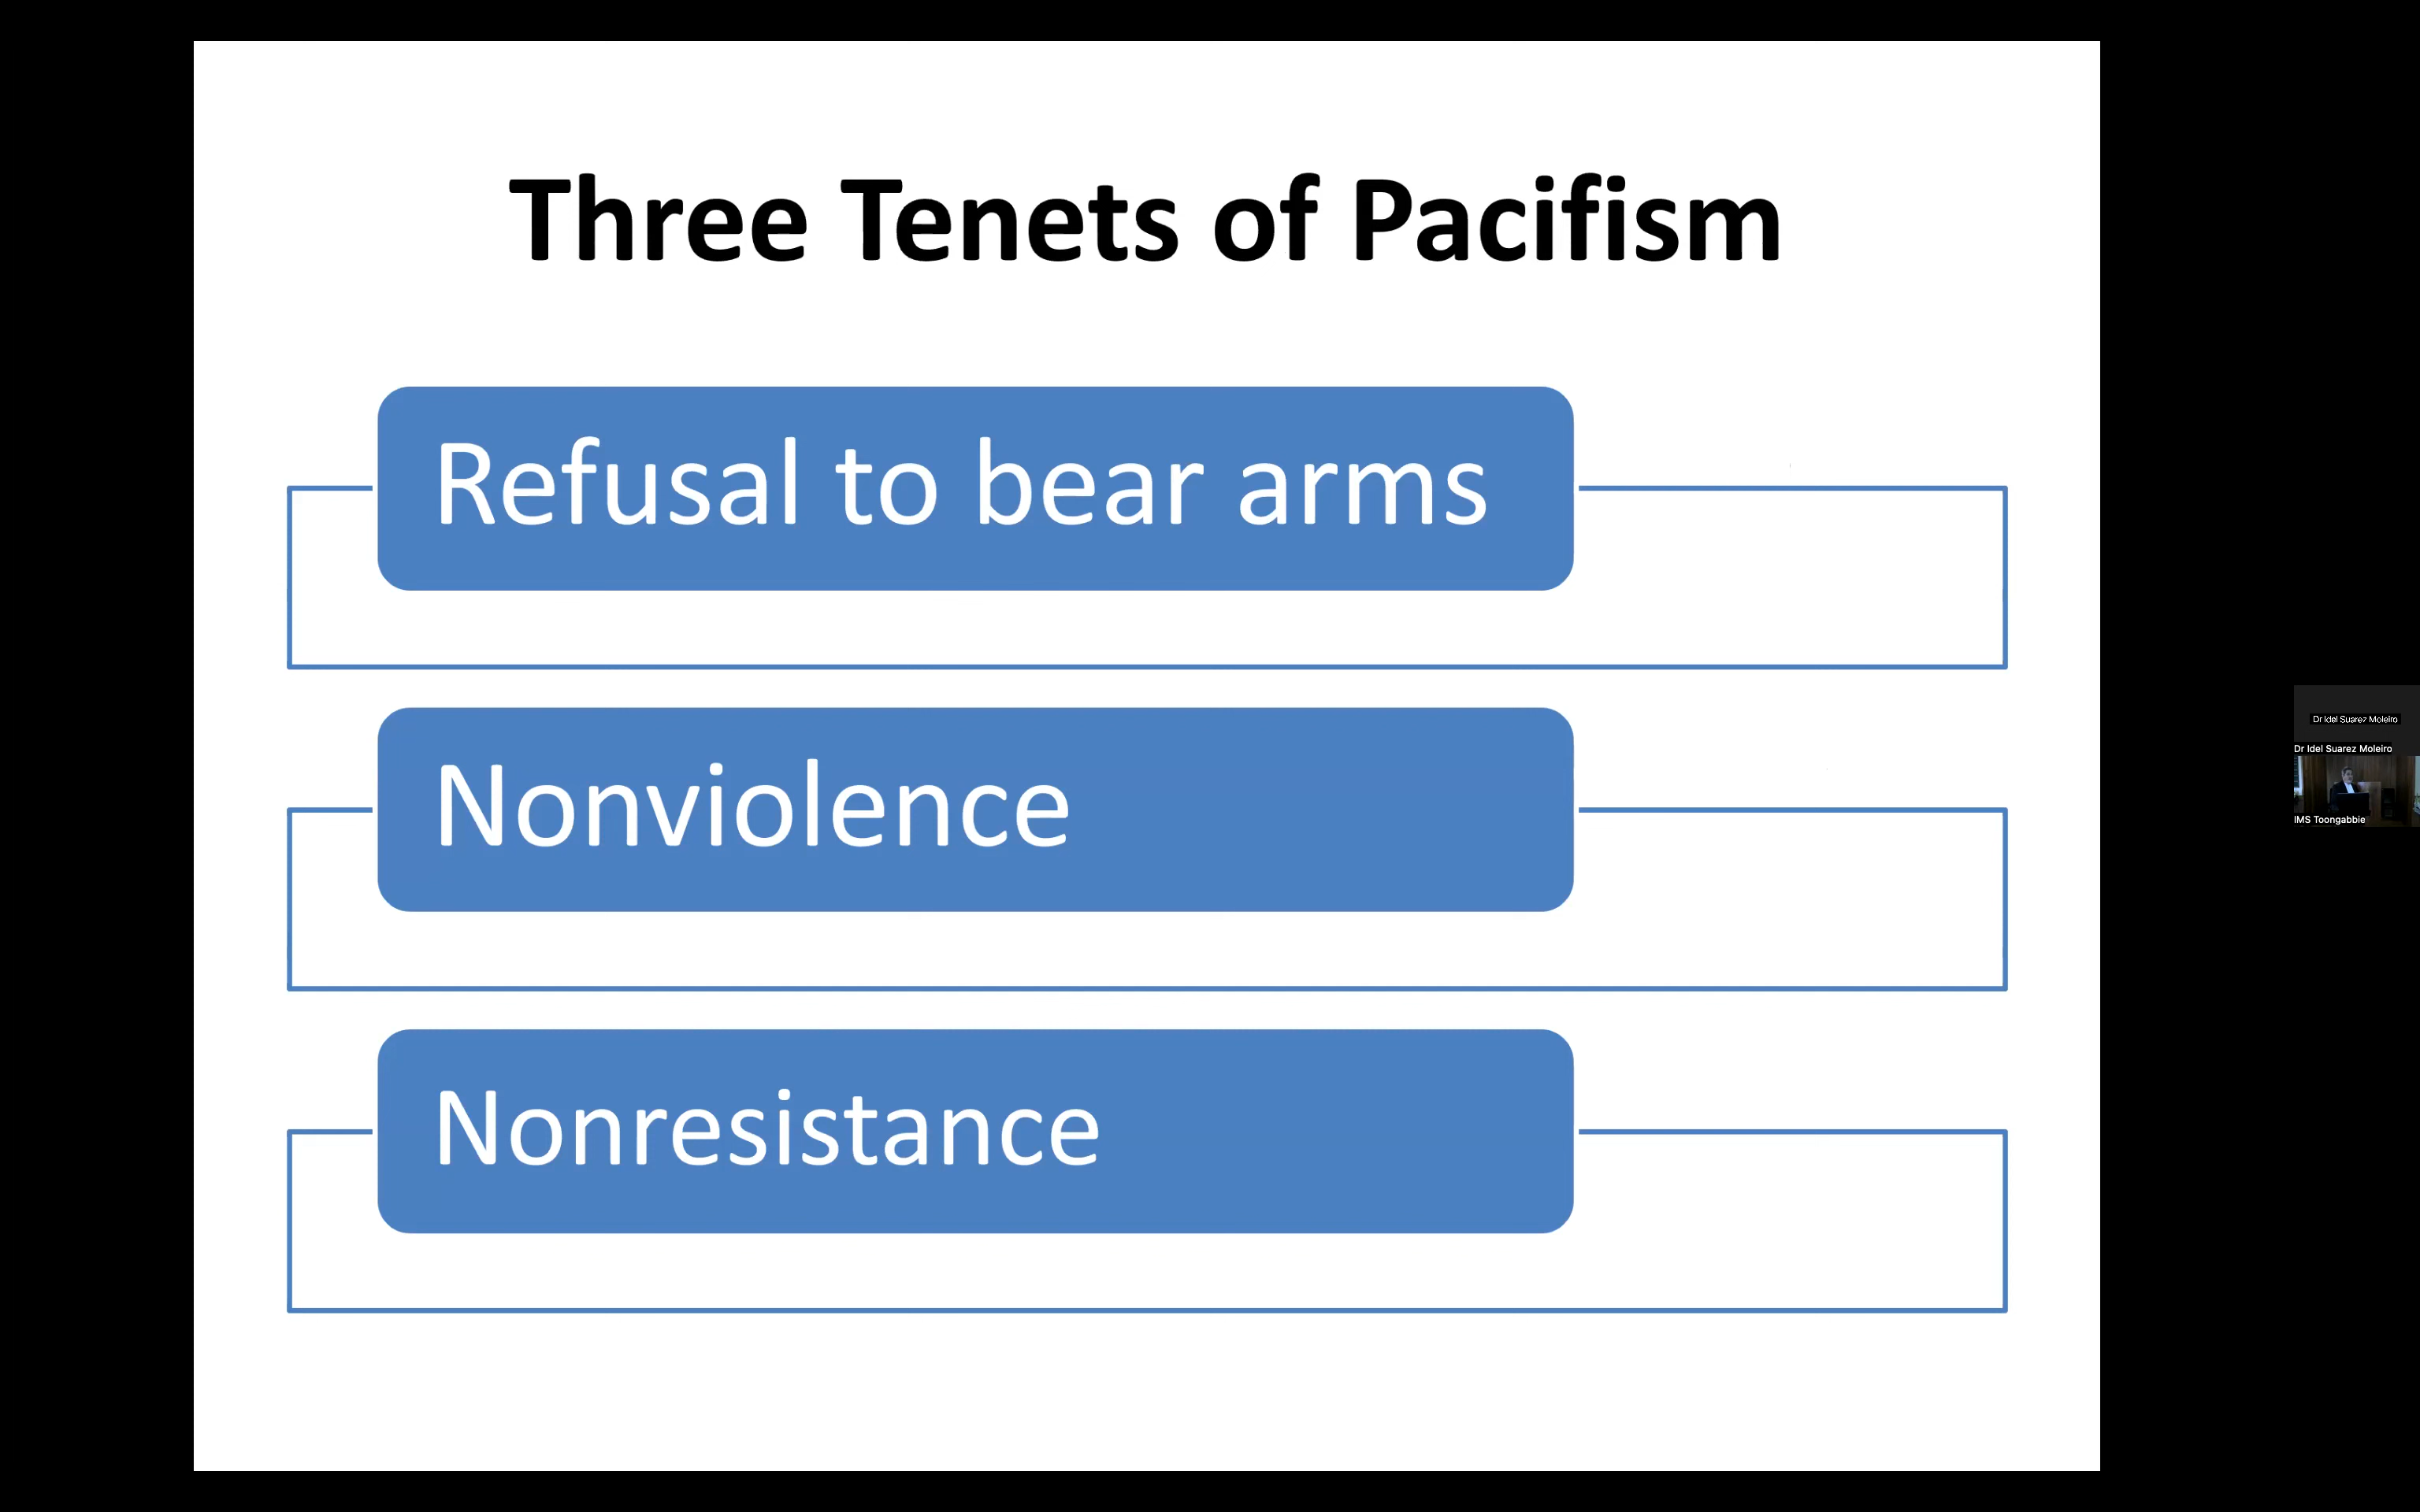 Three Tenets of Pacifism
Refusal to bear arms
Nonviolence
Nonresistance
Dr Idel Suarez Moleiro
Dr Idel Suarez Moleiro
IMS Toongabbie